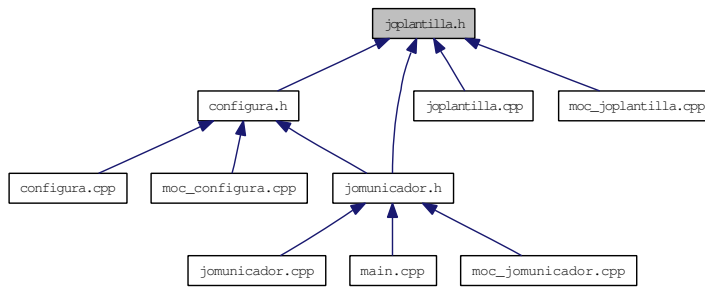 joplantilla.h
configura.h
joplantilla.cpp
moc_joplantilla.cpp
configura.cpp
moc_configura.cpp
jomunicador.h
jomunicador.cpp
main.cpp
moc_jomunicador.cpp